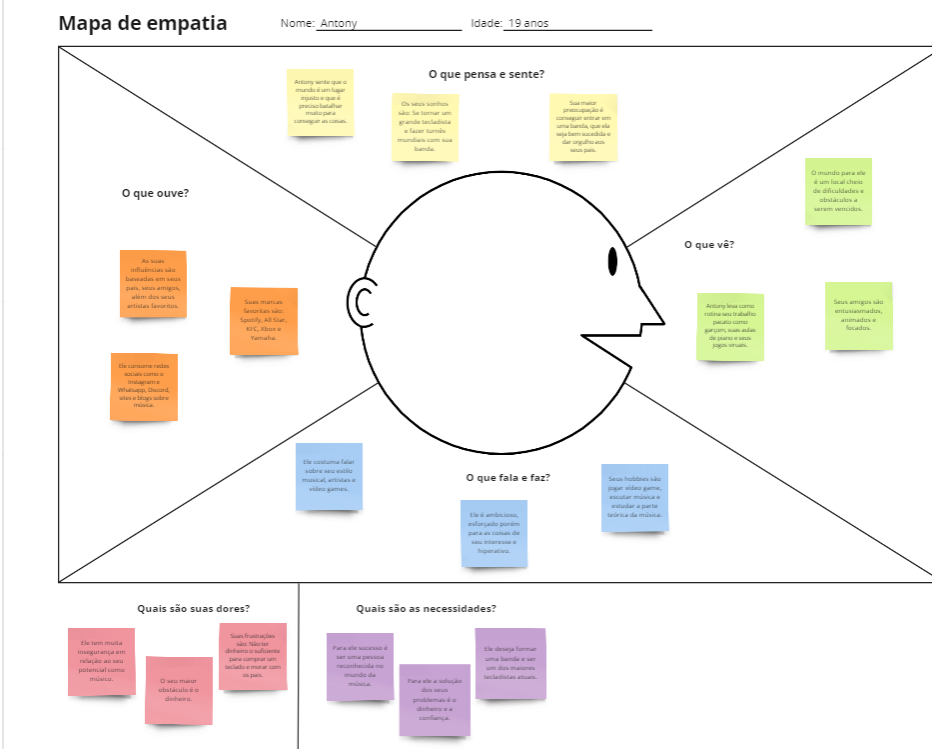 Mapa de empatia
Nome: Antony
Idade: 19 anos
O que pensa e sente?
Antony sente que o
mundo é um lugar
injusto e que é
preciso batalhar
muito para
conseguir as coisas.
Os seus sonhos
são: Se tornar um
grande tecladista
e fazer turnês
mundiais com sua
banda.
Sua maior
preocupação é
conseguir entrar em
uma banda, que ela
seja bem sucedida e
dar orgulho aos
seus pais.
O que ouve?
As suas
influências são
baseadas em seus
pais, seus amigos,
além dos seus
artistas favoritos.
Suas marcas
favoritas são:
Spotify, All Star,
KFC, Xbox e
Yamaha.
Ele consome redes
sociais como o
Instagram e
Whatsapp, Discord,
sites e blogs sobre
música.
O que vê?
O mundo para ele
é um local cheio
de dificuldades e
obstáculos a
serem vencidos.
Antony leva como
rotina seu trabalho
pacato como
garçom, suas aulas
de piano e seus
jogos virtuais.
Seus amigos são
entusiasmados,
animados e
focados.
O que fala e faz?
Ele costuma falar
sobre seu estilo
musical, artistas e
vídeo games.
Ele é ambicioso,
esforçado porém
para as coisas de
seu interesse e
hiperativo.
Seus hobbies são
jogar vídeo game,
escutar música e
estudar a parte
teórica da música.
Quais são suas dores?
Ele tem muita
insegurança em
relação ao seu
potencial como
músico.
O seu maior
obstáculo é o
dinheiro.
Suas frustrações
são: Não ter
dinheiro o suficiente
para comprar um
teclado e morar com
os pais.
Quais são as necessidades?
Para ele sucesso é
ser uma pessoa
reconhecida no
mundo da
música.
Para ele a solução
dos seus
problemas é o
dinheiro e a
confiança.
Ele deseja formar
uma banda e ser
um dos maiores
tecladistas atuais.